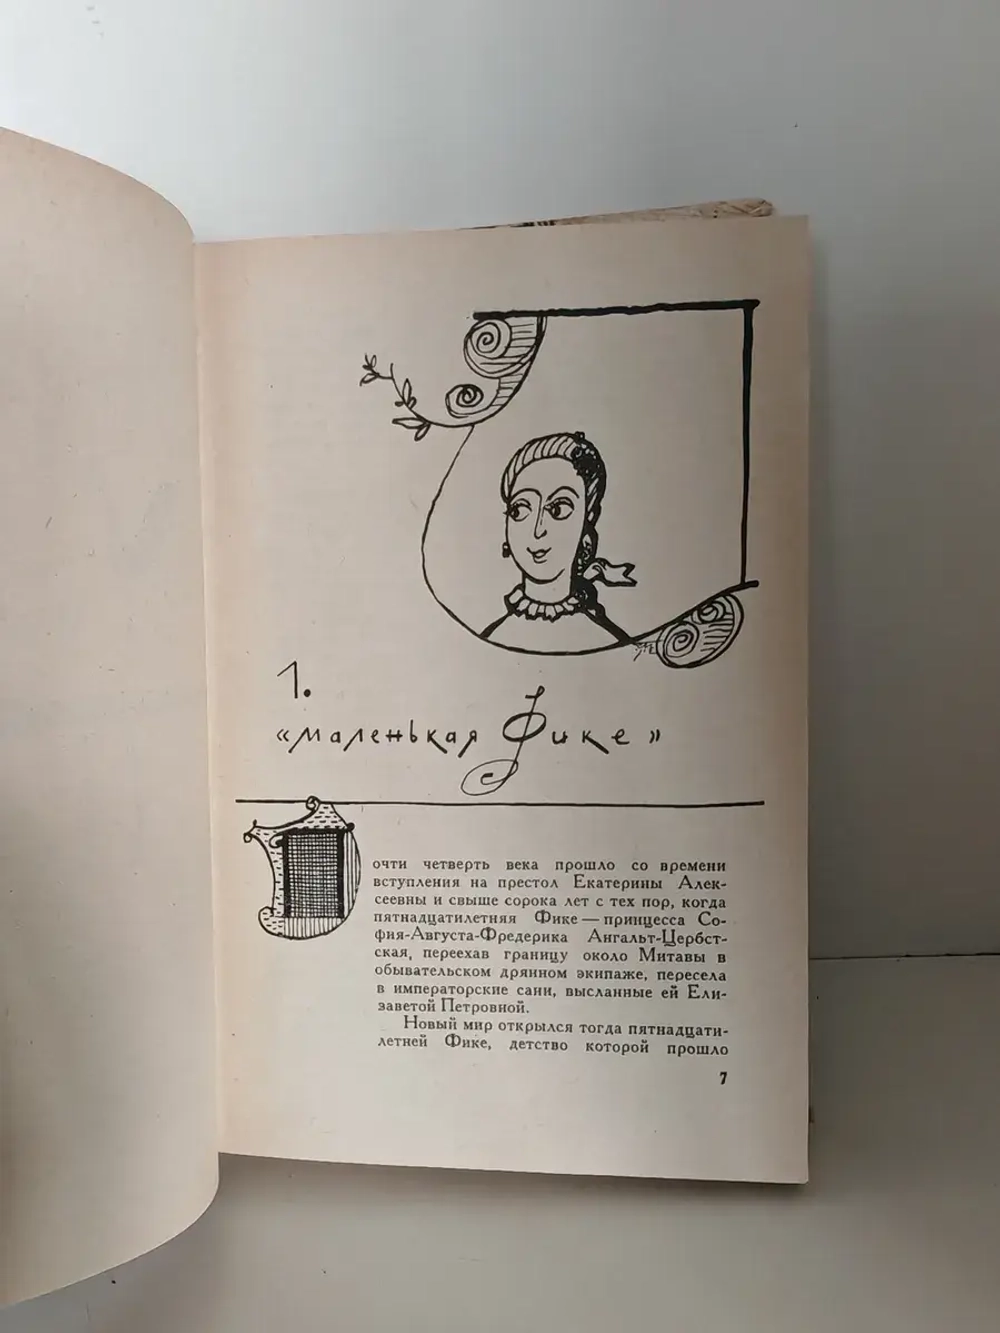 1.
«маленькая Фике»
Почти четверть века прошло со времени
вступления на престол Екатерины Алек-
сеевны и свыше сорока лет с тех пор, когда
пятнадцатилетняя Фике — принцесса Со-
фия-Августа-Фредерика Ангальт-Цербст-
ская, переехав границу около Митавы в
обывательском дрянном экипаже, пересела
в императорские сани, высланные ей Ели-
заветой Петровной.
Новый мир открылся тогда пятнадцати-
летней Фике, детство которой прошло
7